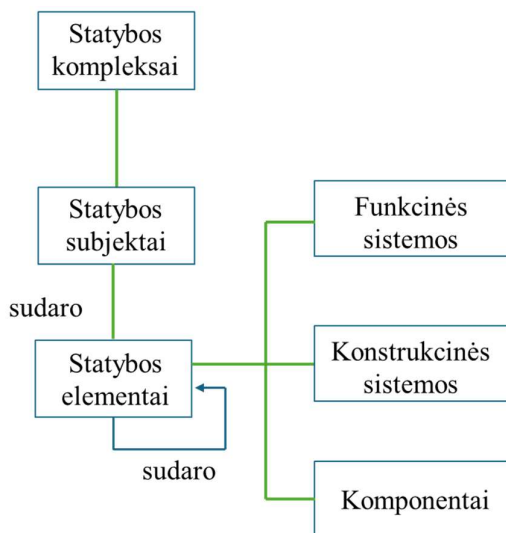 Statybos
kompleksai
Statybos
subjektai
sudaro
Statybos
elementai
sudaro
Funkcinės
sistemos
Konstrukcinės
sistemos
Komponentai